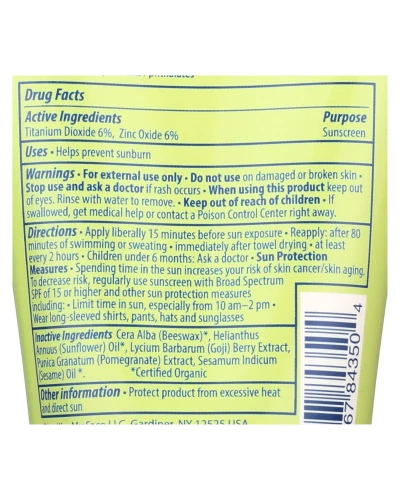 phthalates
Drug Facts
Active Ingredients Purpose
Titanium Dioxide 6%, Zinc Oxide 6% Sunscreen
Uses • Helps prevent sunburn
Warnings • For external use only • Do not use on damaged or broken skin •
Stop use and ask a doctor if rash occurs • When using this product keep out
of eyes. Rinse with water to remove. • Keep out of reach of children • If
swallowed, get medical help or contact a Poison Control Center right away.
Directions • Apply liberally 15 minutes before sun exposure • Reapply: after 80
minutes of swimming or sweating • immediately after towel drying • at least
every 2 hours • Children under 6 months: Ask a doctor • Sun Protection
Measures • Spending time in the sun increases your risk of skin cancer/skin aging.
To decrease risk, regularly use sunscreen with Broad Spectrum
SPF of 15 or higher and other sun protection measures
including: • Limit time in sun, especially from 10 am–2 pm •
Wear long-sleeved shirts, pants, hats and sunglasses
Inactive Ingredients Cera Alba (Beeswax)*, Helianthus
Annuus (Sunflower) Oil*, Lycium Barbarum (Goji) Berry Extract,
Punica Granatum (Pomegranate) Extract, Sesamum Indicum
(Sesame) Oil *. *Certified Organic
Other information • Protect product from excessive heat
and direct sun
67 84350 4
LLC, Gardiner, NY 12525 USA